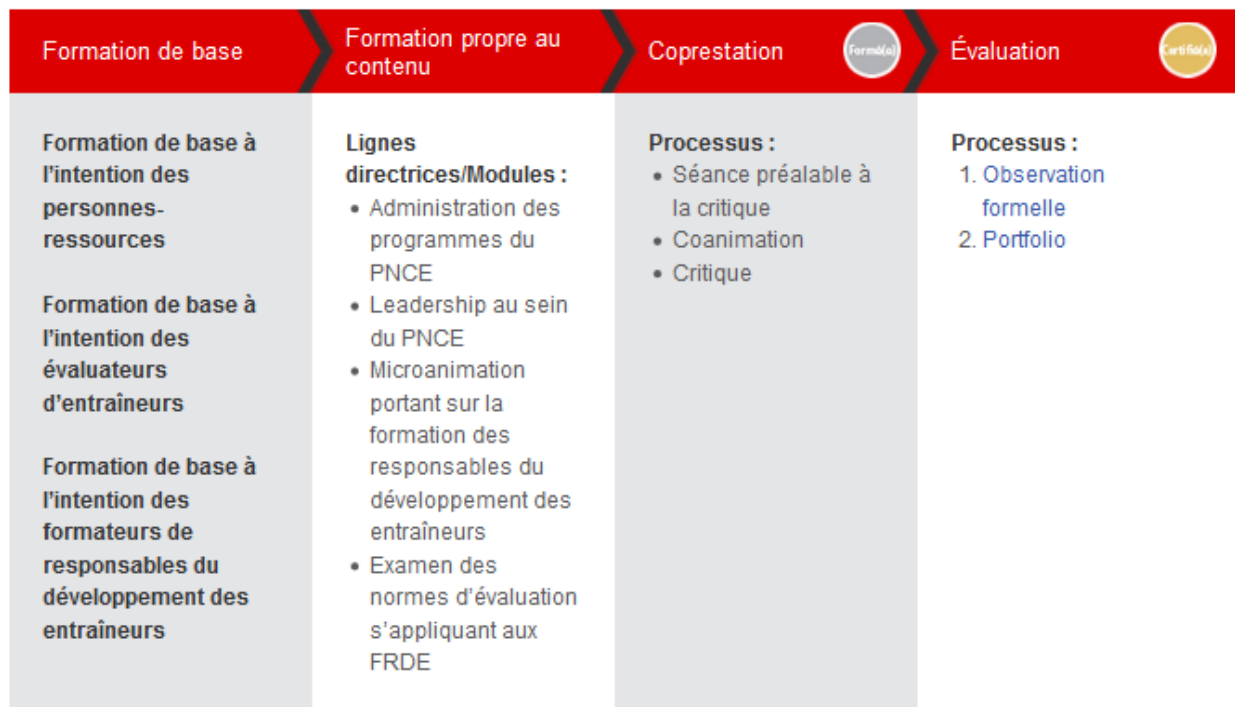 Formation de base
Formation propre au
contenu
Coprestation
Formé(e)
Évaluation
Certifié(e)
Formation de base à
l'intention des
personnes-
ressources
Formation de base à
l'intention des
évaluateurs
d'entraîneurs
Formation de base à
l'intention des
formateurs de
responsables du
développement des
entraîneurs
Lignes
directrices/Modules :
• Administration des
programmes du
PNCE
• Leadership au sein
du PNCE
• Microanimation
portant sur la
formation des
responsables du
développement des
entraîneurs
• Examen des
normes d'évaluation
s'appliquant aux
FRDE
Processus :
• Séance préalable à
la critique
• Coanimation
• Critique
Processus :
1. Observation
formelle
2. Portfolio